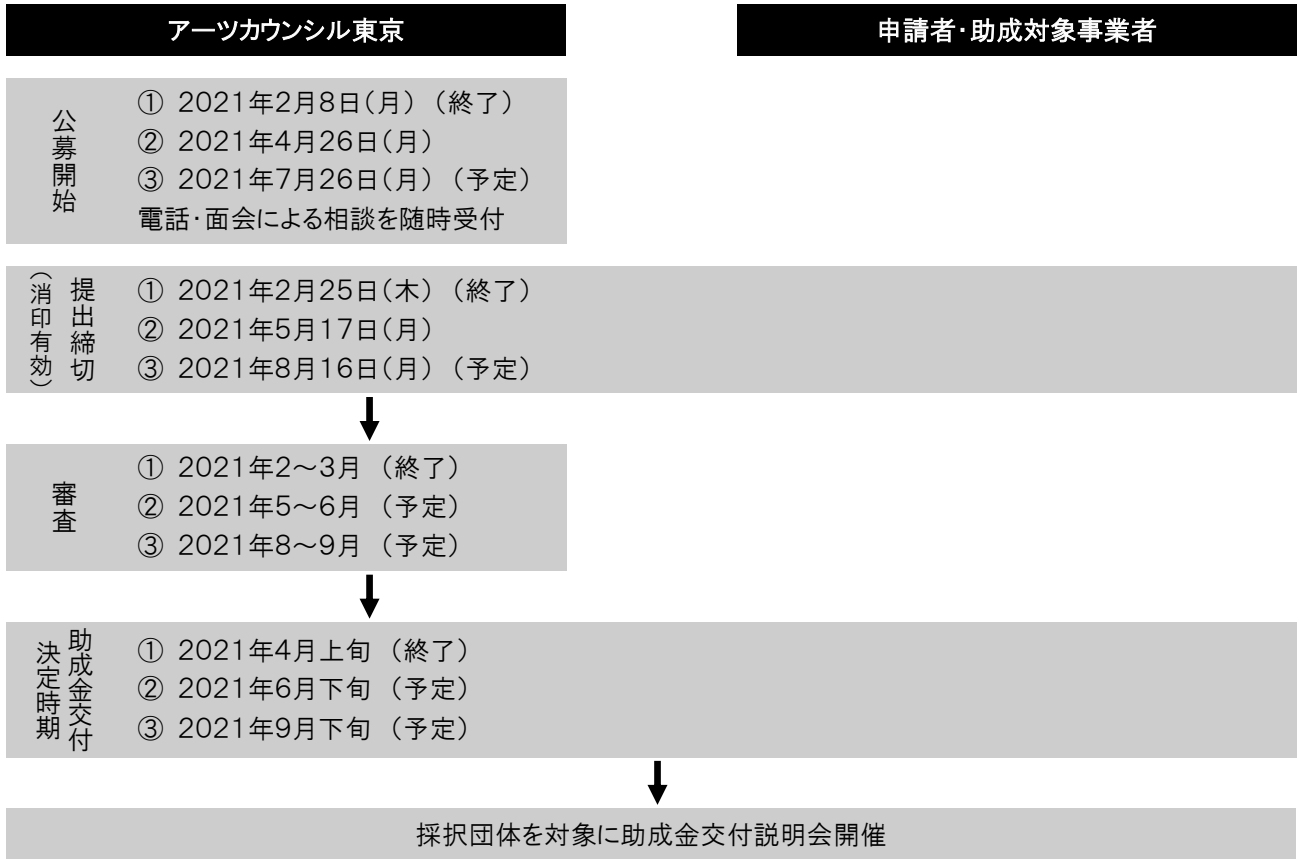 アーツカウンシル東京
申請者・助成対象事業者
公募開始
① 2021年2月8日(月) (終了)
② 2021年4月26日(月)
③ 2021年7月26日(月) (予定)
電話・面会による相談を随時受付
提出締切
(消印有効)
① 2021年2月25日(木) (終了)
② 2021年5月17日(月)
③ 2021年8月16日(月) (予定)
審査
① 2021年2~3月 (終了)
② 2021年5~6月 (予定)
③ 2021年8~9月 (予定)
助成金交付
決定時期
① 2021年4月上旬 (終了)
② 2021年6月下旬 (予定)
③ 2021年9月下旬 (予定)
採択団体を対象に助成金交付説明会開催